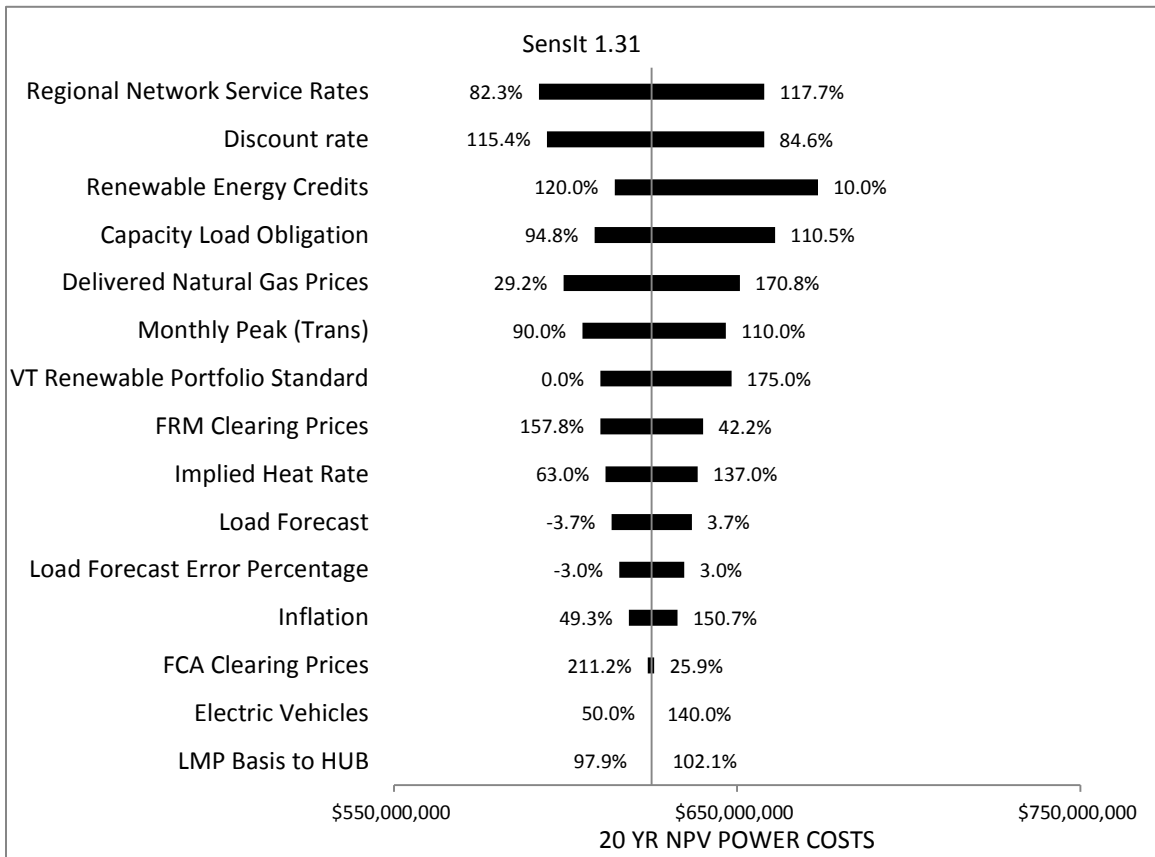 SensIt 1.31
Regional Network Service Rates 82.3% 117.7%
Discount rate 115.4% 84.6%
Renewable Energy Credits 120.0% 10.0%
Capacity Load Obligation 94.8% 110.5%
Delivered Natural Gas Prices 29.2% 170.8%
Monthly Peak (Trans) 90.0% 110.0%
VT Renewable Portfolio Standard 0.0% 175.0%
FRM Clearing Prices 157.8% 42.2%
Implied Heat Rate 63.0% 137.0%
Load Forecast -3.7% 3.7%
Load Forecast Error Percentage -3.0% 3.0%
Inflation 49.3% 150.7%
FCA Clearing Prices 211.2% 25.9%
Electric Vehicles 50.0% 140.0%
LMP Basis to HUB 97.9% 102.1%
$550,000,000 $650,000,000 $750,000,000
20 YR NPV POWER COSTS